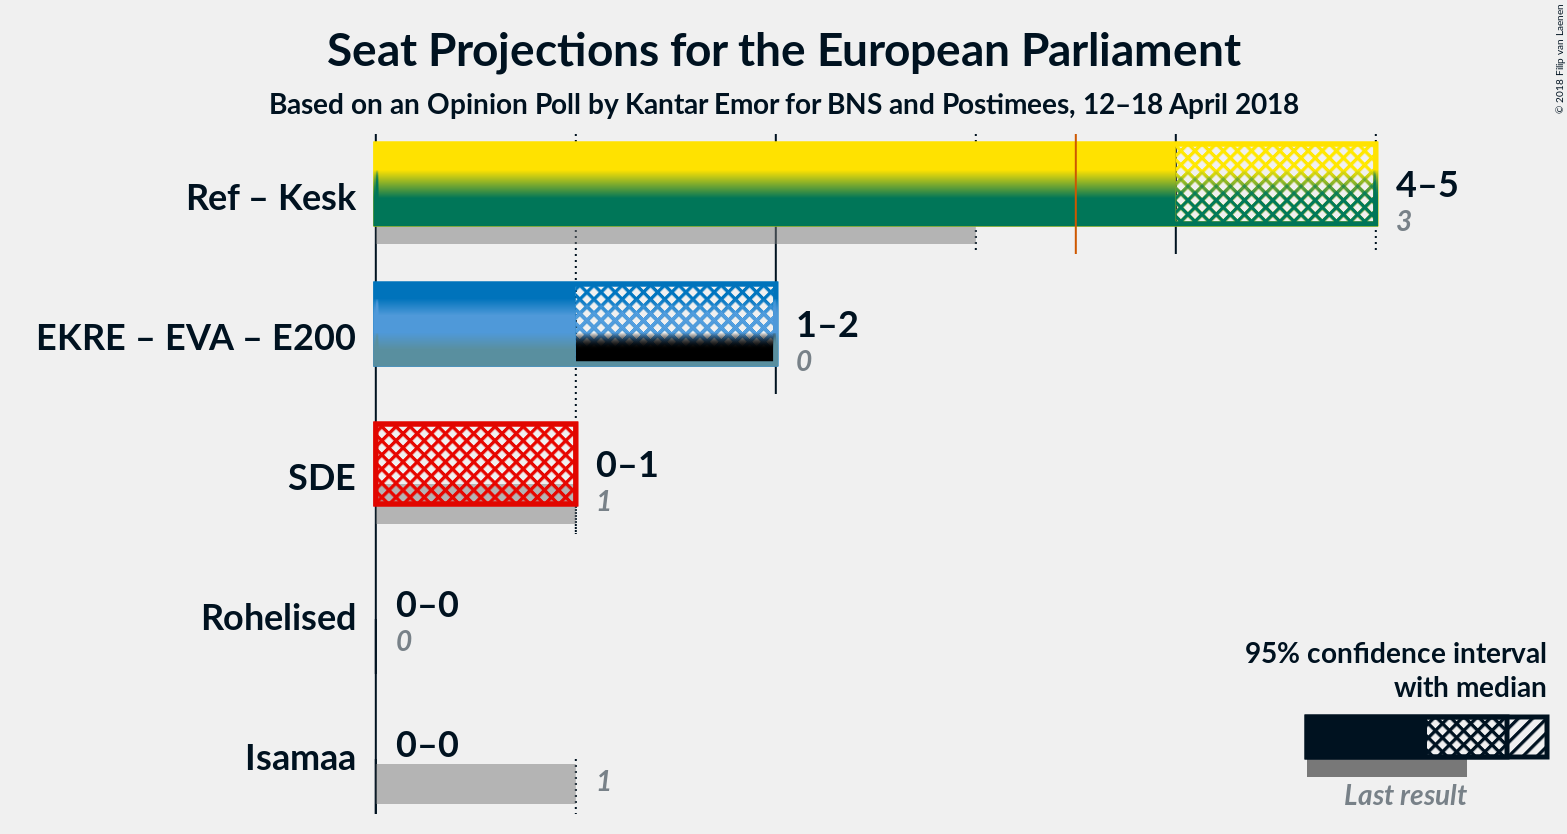 Seat Projections for the European Parliament
Based on an Opinion Poll by Kantar Emor for BNS and Postimees, 12–18 April 2018
© 2018 Filip van Laenen
Ref – Kesk
4–5
3
EKRE – EVA – E200
1–2
0
SDE
0–1
1
Rohelised
0–0
0
Isamaa
0–0
1
95% confidence interval
with median
Last result